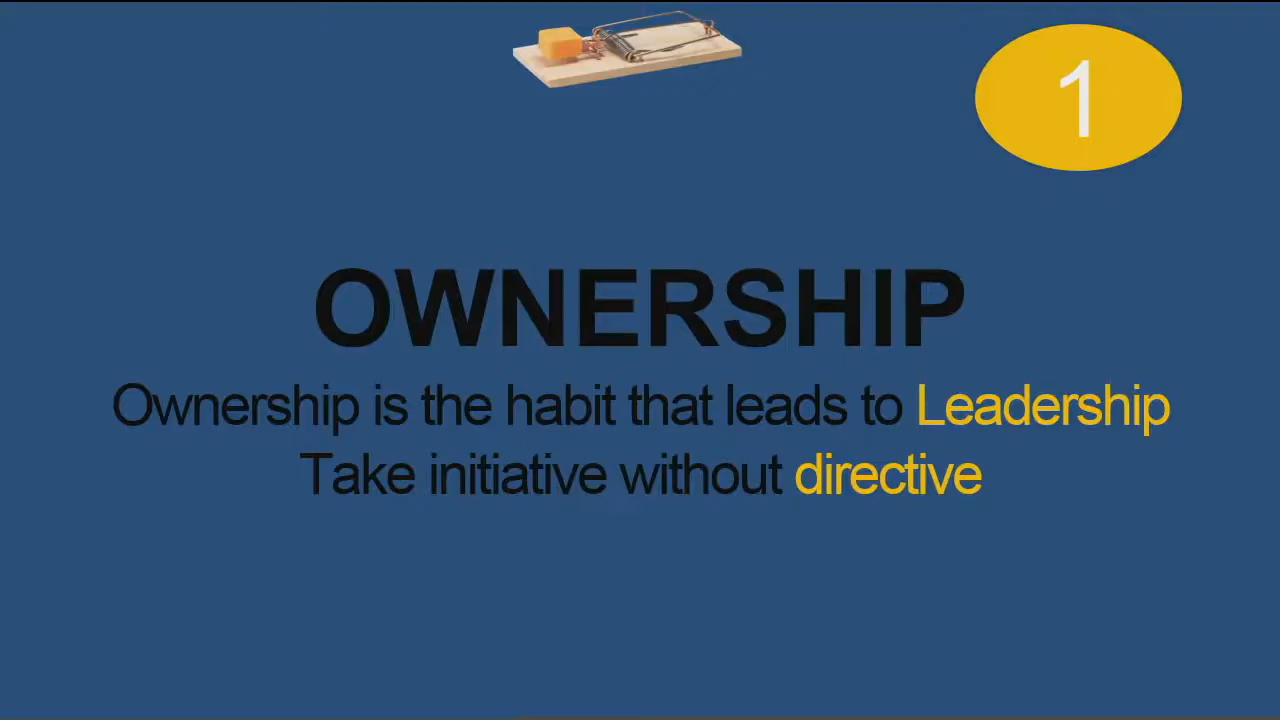 1
OWNERSHIP
Ownership is the habit that leads to Leadership
Take initiative without directive